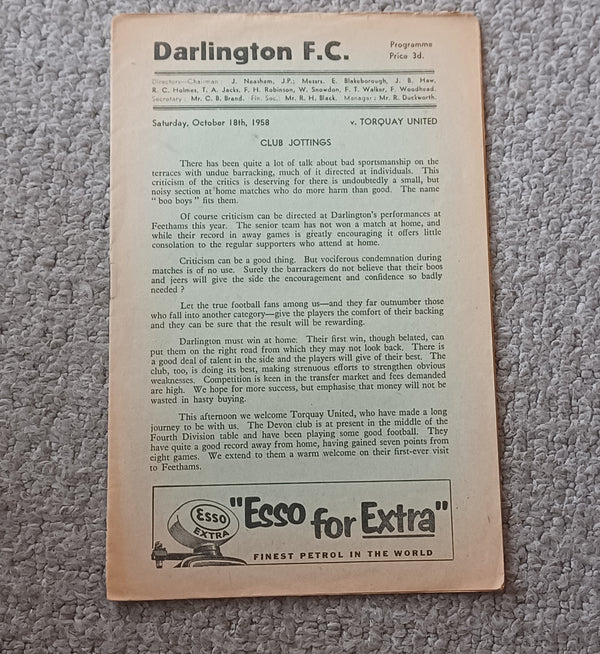 Darlington F.C.
Programme
Price 3d.
Directors—Chairman : J. Neasham, J.P.; Messrs. E. Blakeborough, J. B. Haw,
R. C. Holmes, T. A. Jacks, F. H. Robinson, W. Snowdon, F. T. Walker, F. Woodhead.
Secretary : Mr. C. B. Brand. Fin. Sec.: Mr. R. H. Black. Manager : Mr. R. Duckworth.
Saturday, October 18th, 1958 v. TORQUAY UNITED
CLUB JOTTINGS
There has been quite a lot of talk about bad sportsmanship on the
terraces with undue barracking, much of it directed at individuals. This
criticism of the critics is deserving for there is undoubtedly a small, but
noisy section at home matches who do more harm than good. The name
" boo boys " fits them.
Of course criticism can be directed at Darlington's performances at
Feethams this year. The senior team has not won a match at home, and
while their record in away games is greatly encouraging it offers little
consolation to the regular supporters who attend at home.
Criticism can be a good thing. But vociferous condemnation during
matches is of no use. Surely the barrackers do not believe that their boos
and jeers will give the side the encouragement and confidence so badly
needed ?
Let the true football fans among us—and they far outnumber those
who fall into another category—give the players the comfort of their backing
and they can be sure that the result will be rewarding.
Darlington must win at home. Their first win, though belated, can
put them on the right road from which they may not look back. There is
a good deal of talent in the side and the players will give of their best. The
club, too, is doing its best, making strenuous efforts to strengthen obvious
weaknesses. Competition is keen in the transfer market and fees demanded
are high. We hope for more success, but emphasise that money will not be
wasted in hasty buying.
This afternoon we welcome Torquay United, who have made a long
journey to be with us. The Devon club is at present in the middle of the
Fourth Division table and have been playing some good football. They
have quite a good record away from home, having gained seven points from
eight games. We extend to them a warm welcome on their first-ever visit
to Feethams.
ESSO
EXTRA
"Esso for Extra"
FINEST PETROL IN THE WORLD